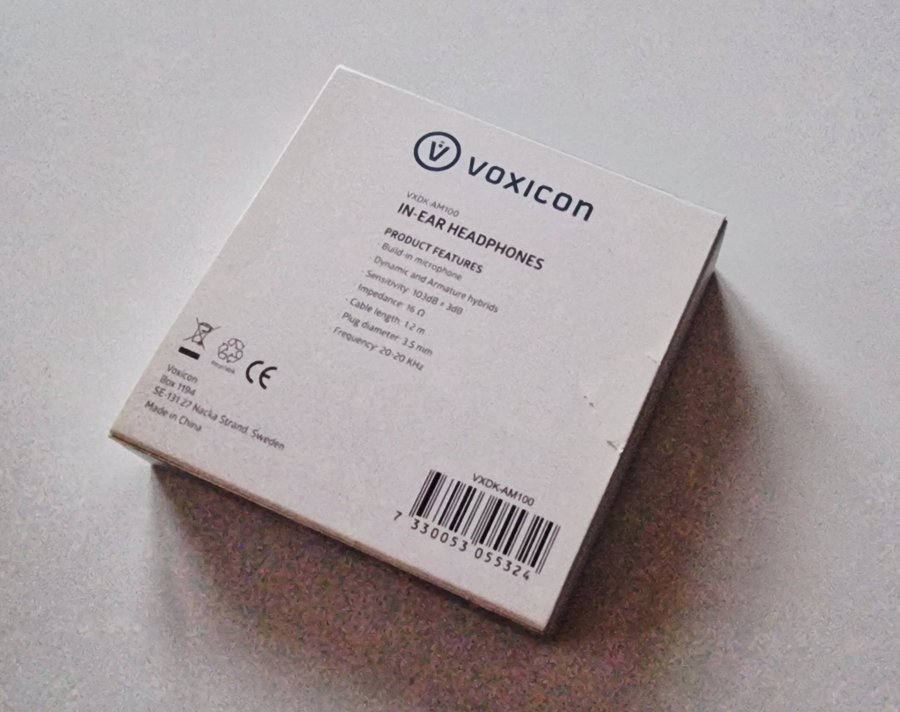 VOXICON
VXDK-AM100
IN-EAR HEADPHONES
PRODUCT FEATURES
Build-in microphone
· Dynamic and Armature hybrids
· Sensitivity: 103dB ± 3dB
Impedance: 16 Ω
· Cable length: 1.2 m
Plug diameter: 3.5 mm
Frequency: 20-20 KHz
CE
Voxicon
Box 1194
SE-131 27 Nacka Strand, Sweden
Made in China
VXDK-AM100
7 330053 055324